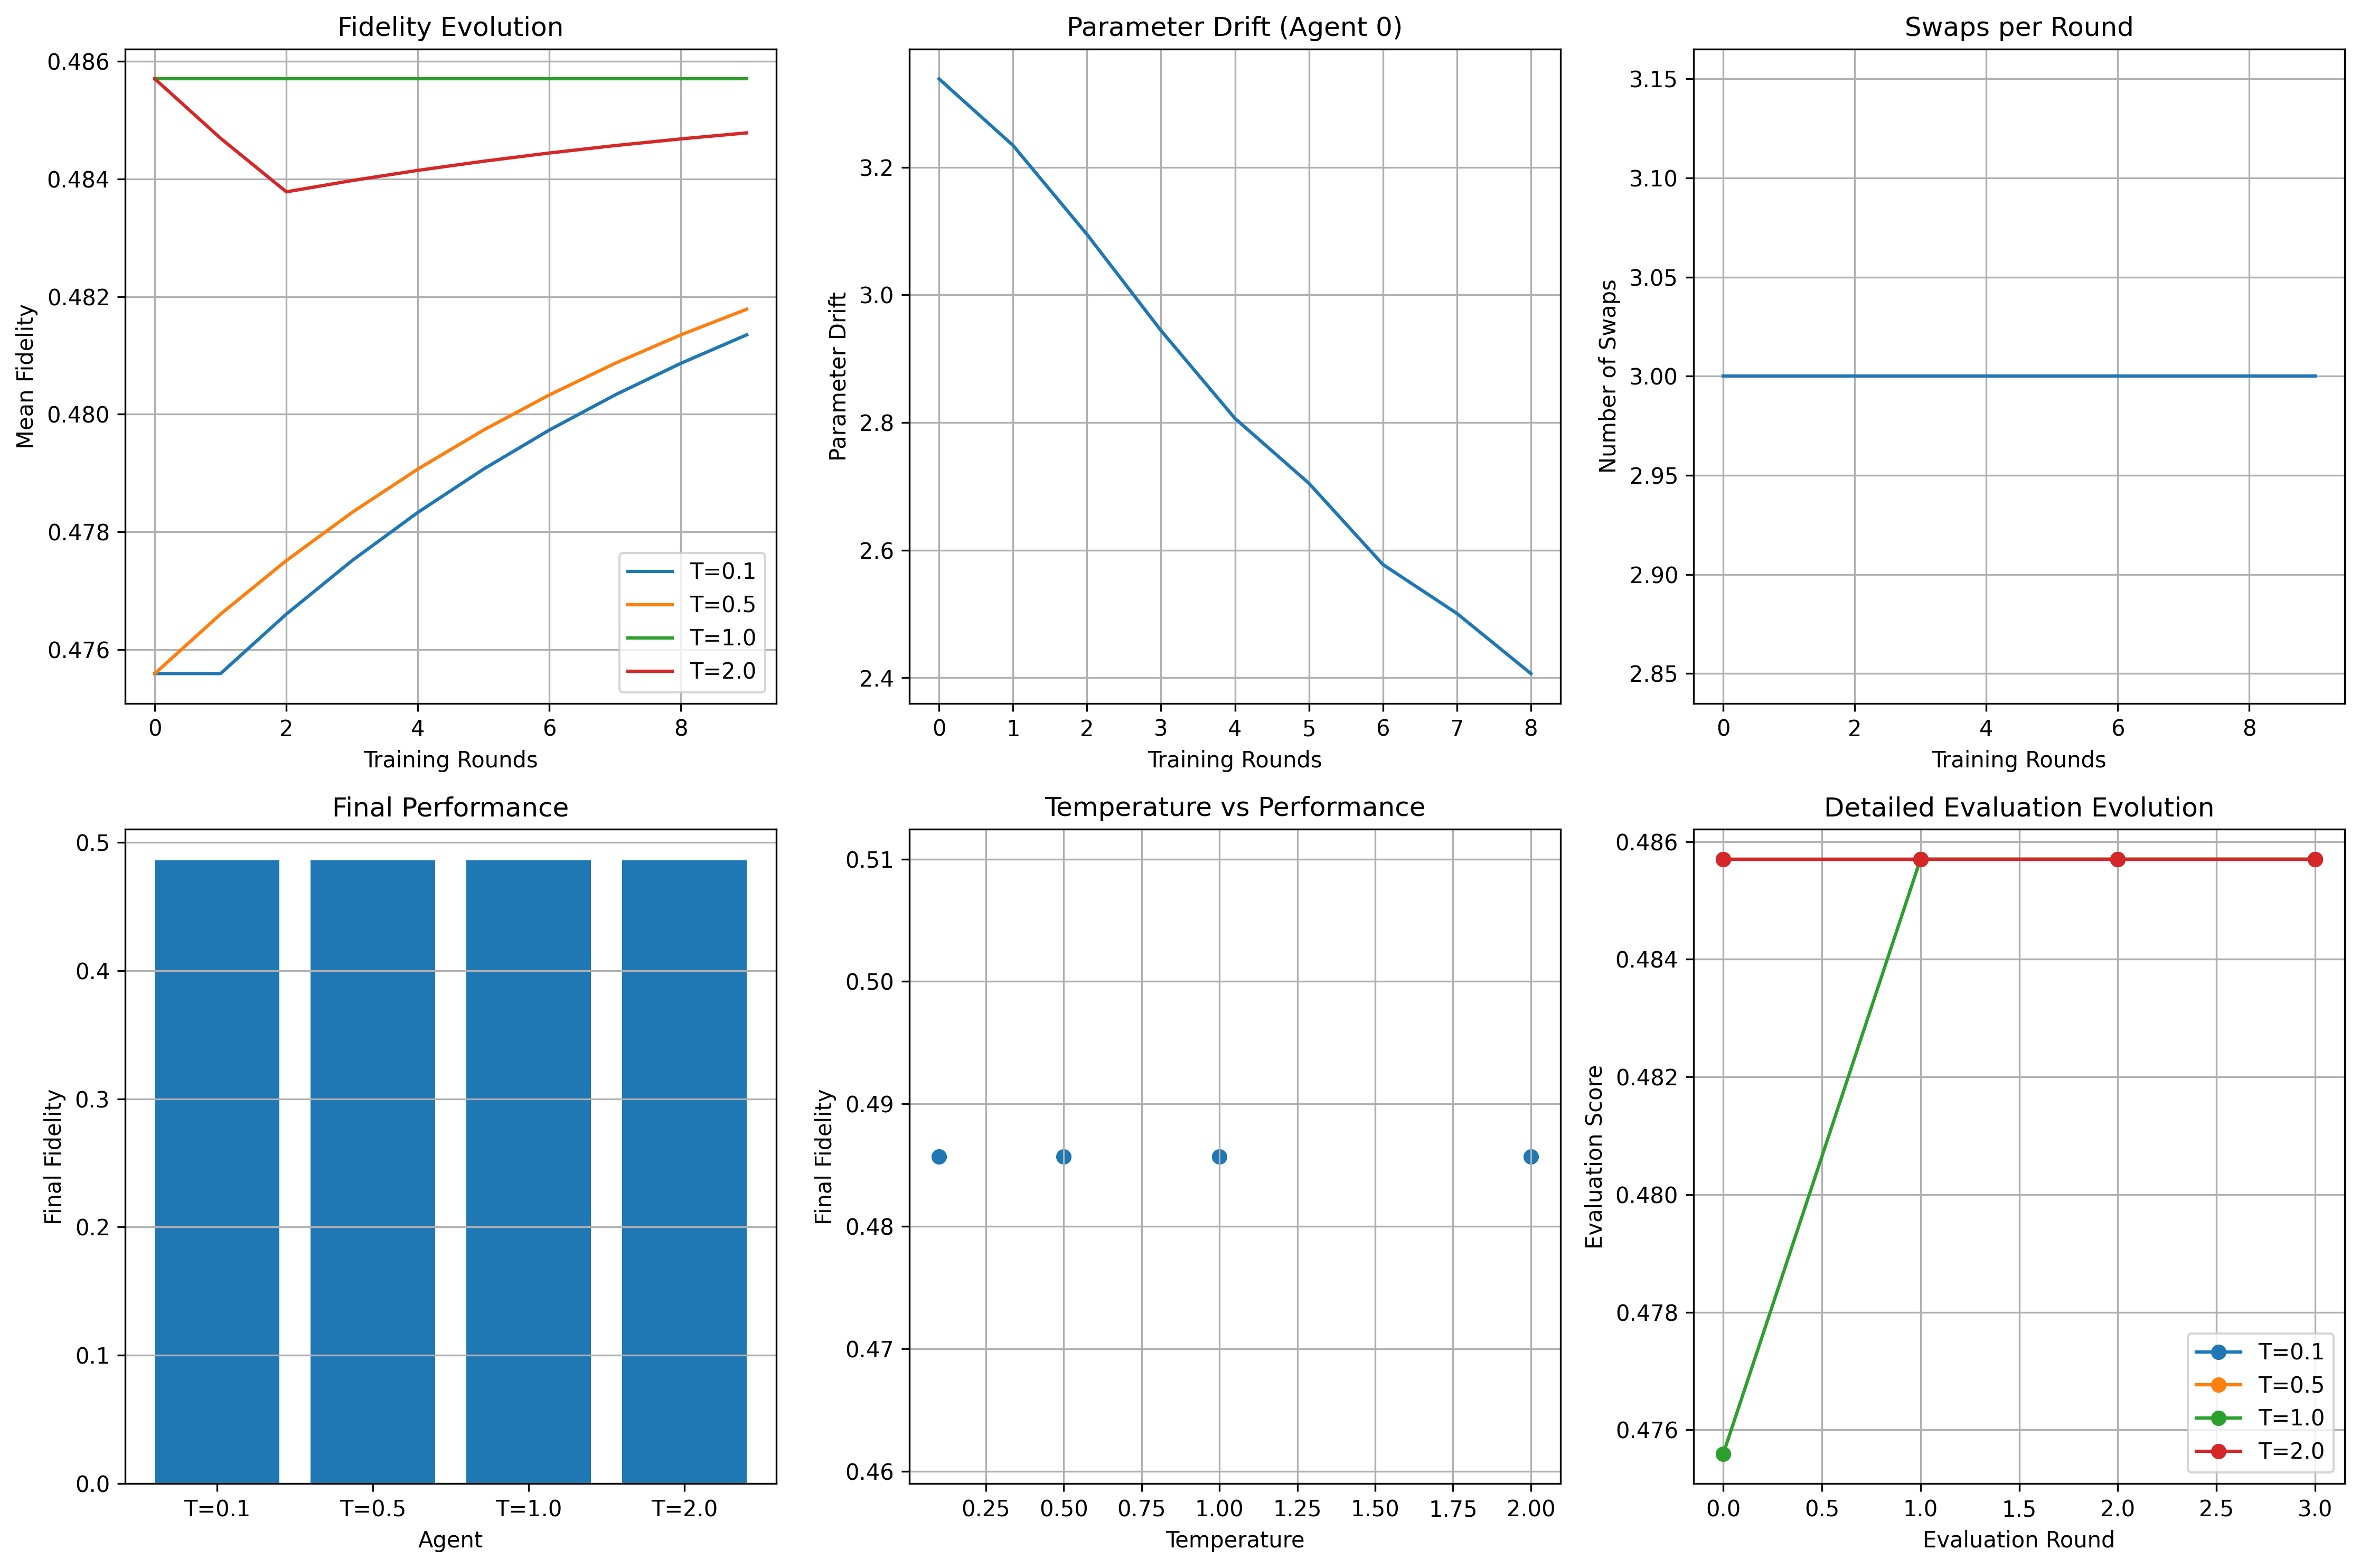 Fidelity Evolution
Mean Fidelity
0.486
0.484
0.482
0.480
0.478
0.476
T=0.1
T=0.5
T=1.0
T=2.0
0 2 4 6 8
Training Rounds
Parameter Drift (Agent 0)
Parameter Drift
3.2
3.0
2.8
2.6
2.4
0 1 2 3 4 5 6 7 8
Training Rounds
Swaps per Round
Number of Swaps
3.15
3.10
3.05
3.00
2.95
2.90
2.85
0 2 4 6 8
Training Rounds
Final Performance
Final Fidelity
0.5
0.4
0.3
0.2
0.1
0.0
T=0.1 T=0.5 T=1.0 T=2.0
Agent
Temperature vs Performance
Final Fidelity
0.51
0.50
0.49
0.48
0.47
0.46
0.25 0.50 0.75 1.00 1.25 1.50 1.75 2.00
Temperature
Detailed Evaluation Evolution
Evaluation Score
0.486
0.484
0.482
0.480
0.478
0.476
T=0.1
T=0.5
T=1.0
T=2.0
0.0 0.5 1.0 1.5 2.0 2.5 3.0
Evaluation Round